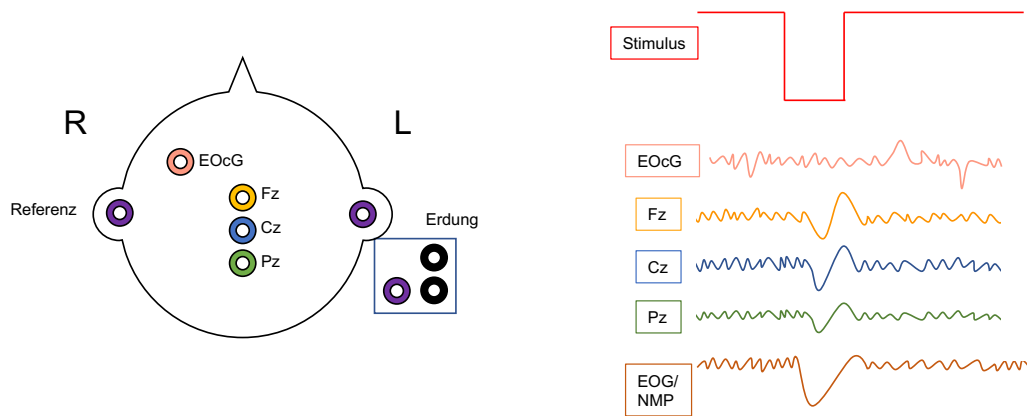 R
L
EOcG
Fz
Referenz
Cz
Erdung
Pz
Stimulus
EOcG
Fz
Cz
Pz
EOG/
NMP